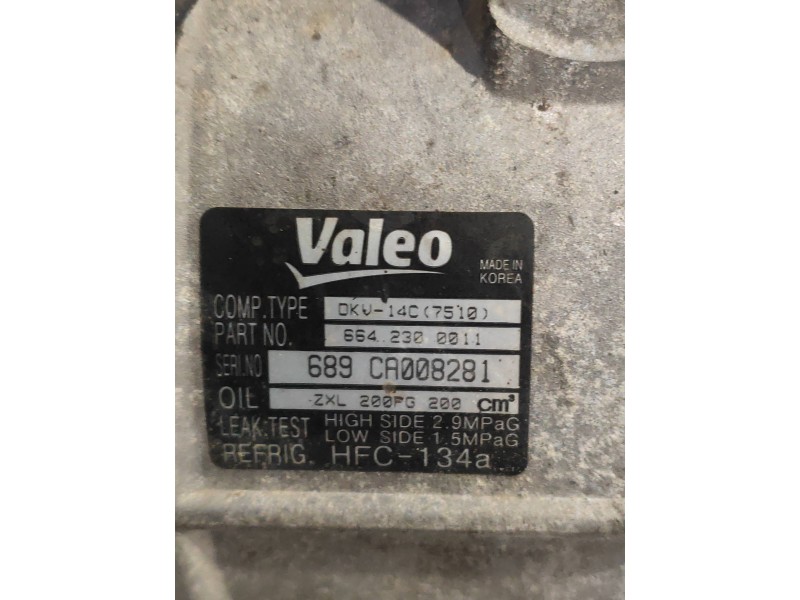 Valeo
MADE IN
KOREA
COMP.TYPE DKV-14C(7510)
PART NO. 664 230 0011
SERI.NO 689 CA008281
OIL ZXL 200PG 200 cm³
LEAK.TEST HIGH SIDE 2.9MPaG
LOW SIDE 1.5MPaG
REFRIG. HFC-134a